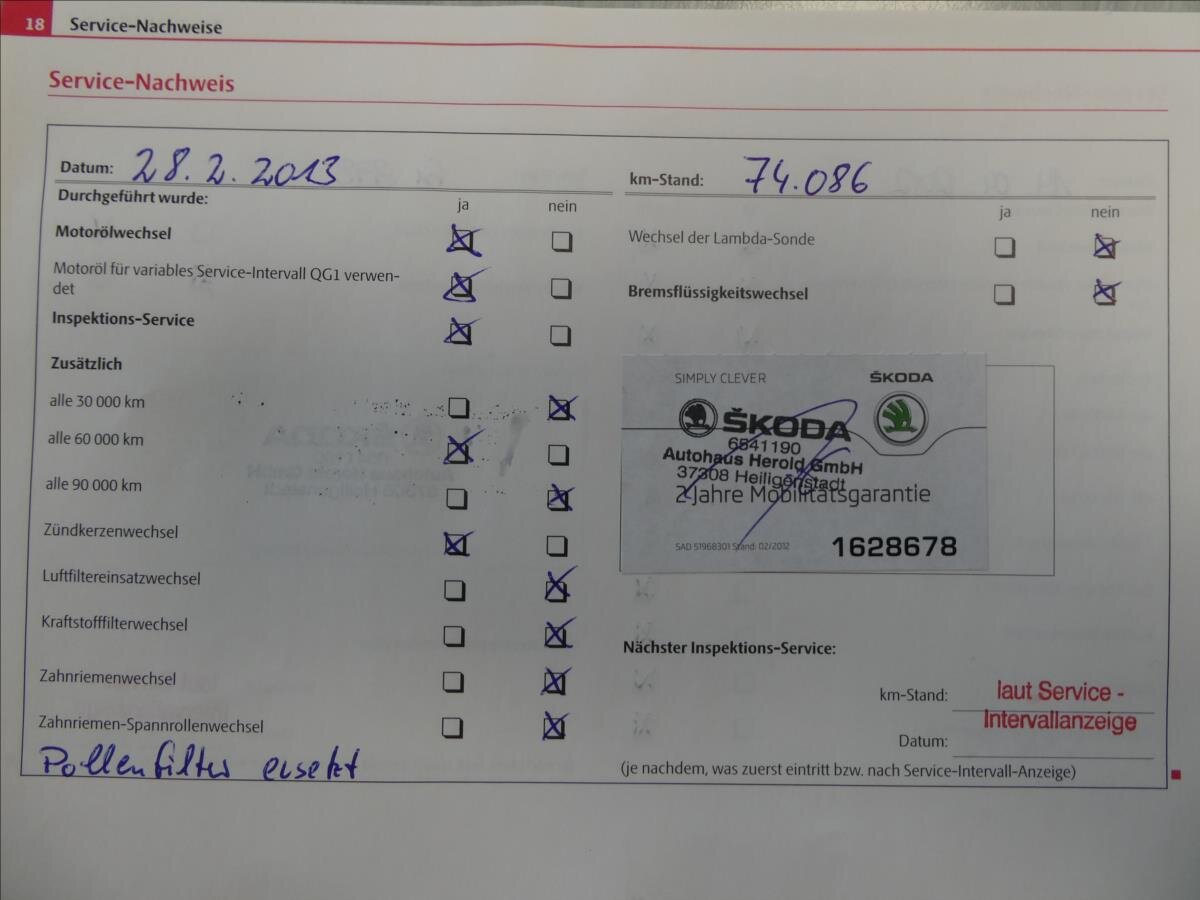 18 Service-Nachweise
Service-Nachweis
Datum: 28.2.2013
Durchgeführt wurde:
ja nein
Motorölwechsel
Motoröl für variables Service-Intervall QG1 verwen-
det
Inspektions-Service
Zusätzlich
alle 30 000 km
alle 60 000 km
alle 90 000 km
Zündkerzenwechsel
Luftfiltereinsatzwechsel
Kraftstofffilterwechsel
Zahnriemenwechsel
Zahnriemen-Spannrollenwechsel
Pollenfilter ersetzt
km-Stand: 74.086
ja nein
Wechsel der Lambda-Sonde
Bremsflüssigkeitswechsel
SIMPLY CLEVER ŠKODA
ŠKODA
6541190
Autohaus Herold GmbH
37308 Heiligenstadt
2 Jahre Mobilitätsgarantie
SAD 51968301 Stand: 02/2012 1628678
Nächster Inspektions-Service:
km-Stand: laut Service -
Intervallanzeige
Datum:
(je nachdem, was zuerst eintritt bzw. nach Service-Intervall-Anzeige)